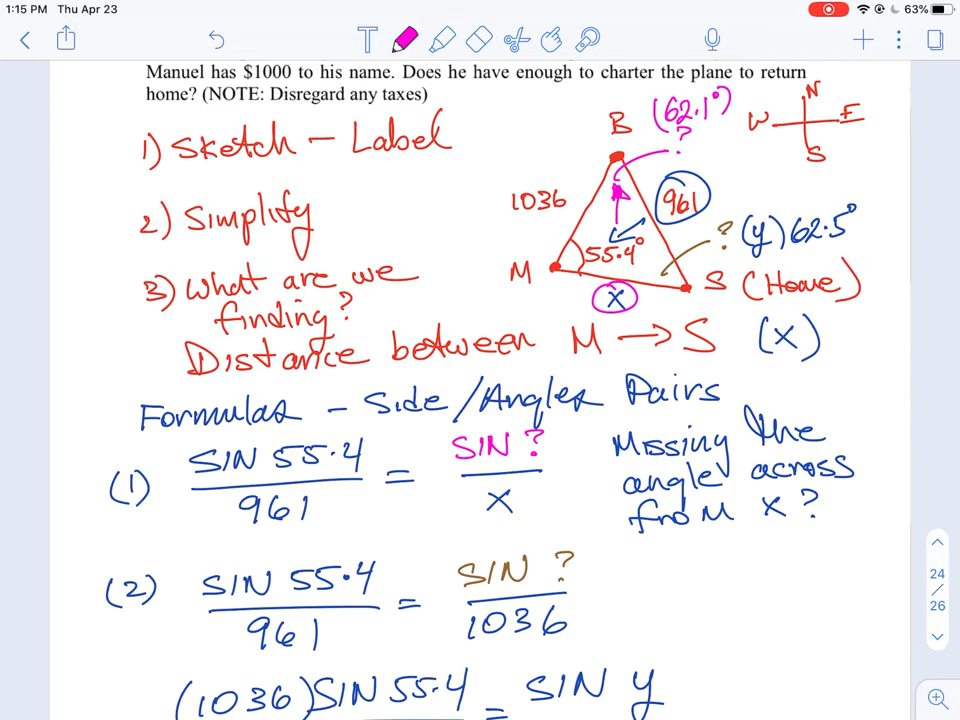 1:15 PM Thu Apr 23
63%
Manuel has $1000 to his name. Does he have enough to charter the plane to return
home? (NOTE: Disregard any taxes)
1) Sketch - Label
B (62.1°)
?
N
W E
S
1036
961
2) Simplify
? (y) 62.5°
55.4°
M
S (Home)
x
3) What are we
finding?
Distance between M → S (x)
Formulas - Side/Angles Pairs
(1) SIN 55.4 / 961 = SIN ? / x
Missing the
angle across
from x?
(2) SIN 55.4 / 961 = SIN ? / 1036
24
/
26
(1036) SIN 55.4 = SIN y